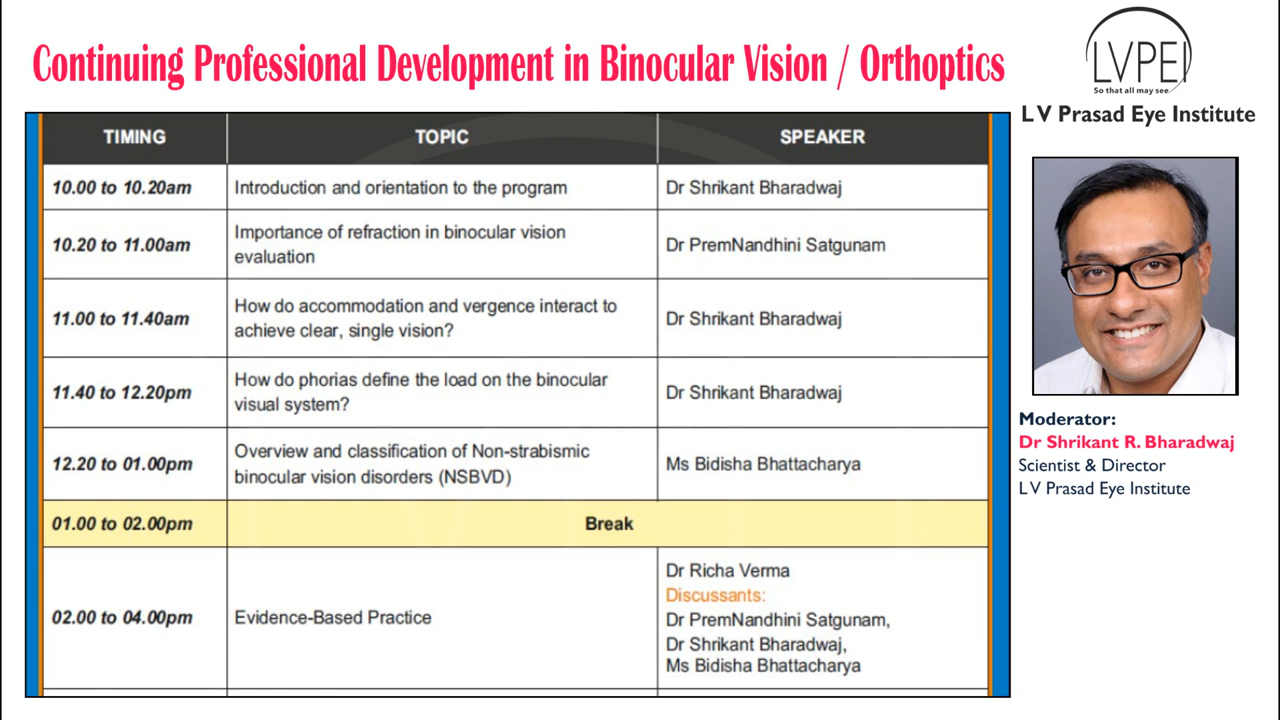 Continuing Professional Development in Binocular Vision / Orthoptics
LVPEI
So that all may see
L V Prasad Eye Institute
TIMING TOPIC SPEAKER
10.00 to 10.20am Introduction and orientation to the program Dr Shrikant Bharadwaj
10.20 to 11.00am Importance of refraction in binocular vision
evaluation Dr PremNandhini Satgunam
11.00 to 11.40am How do accommodation and vergence interact to
achieve clear, single vision? Dr Shrikant Bharadwaj
11.40 to 12.20pm How do phorias define the load on the binocular
visual system? Dr Shrikant Bharadwaj
12.20 to 01.00pm Overview and classification of Non-strabismic
binocular vision disorders (NSBVD) Ms Bidisha Bhattacharya
01.00 to 02.00pm Break
02.00 to 04.00pm Evidence-Based Practice Dr Richa Verma
Discussants:
Dr PremNandhini Satgunam,
Dr Shrikant Bharadwaj,
Ms Bidisha Bhattacharya
Moderator:
Dr Shrikant R. Bharadwaj
Scientist & Director
L V Prasad Eye Institute